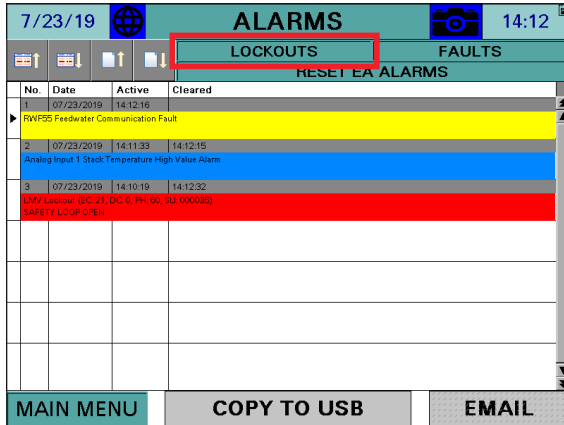 7/23/19 ALARMS 14:12
LOCKOUTS FAULTS
RESET EA ALARMS
No. Date Active Cleared
1 07/23/2019 14:12:16
RWF55 Feedwater Communication Fault
2 07/23/2019 14:11:33 14:12:15
Analog Input 1 Stack Temperature High Value Alarm
3 07/23/2019 14:10:19 14:12:32
LMV Lockout (EC: 21, DC: 0, PH: 60, SU: 000035)
SAFETY LOOP OPEN
MAIN MENU COPY TO USB EMAIL